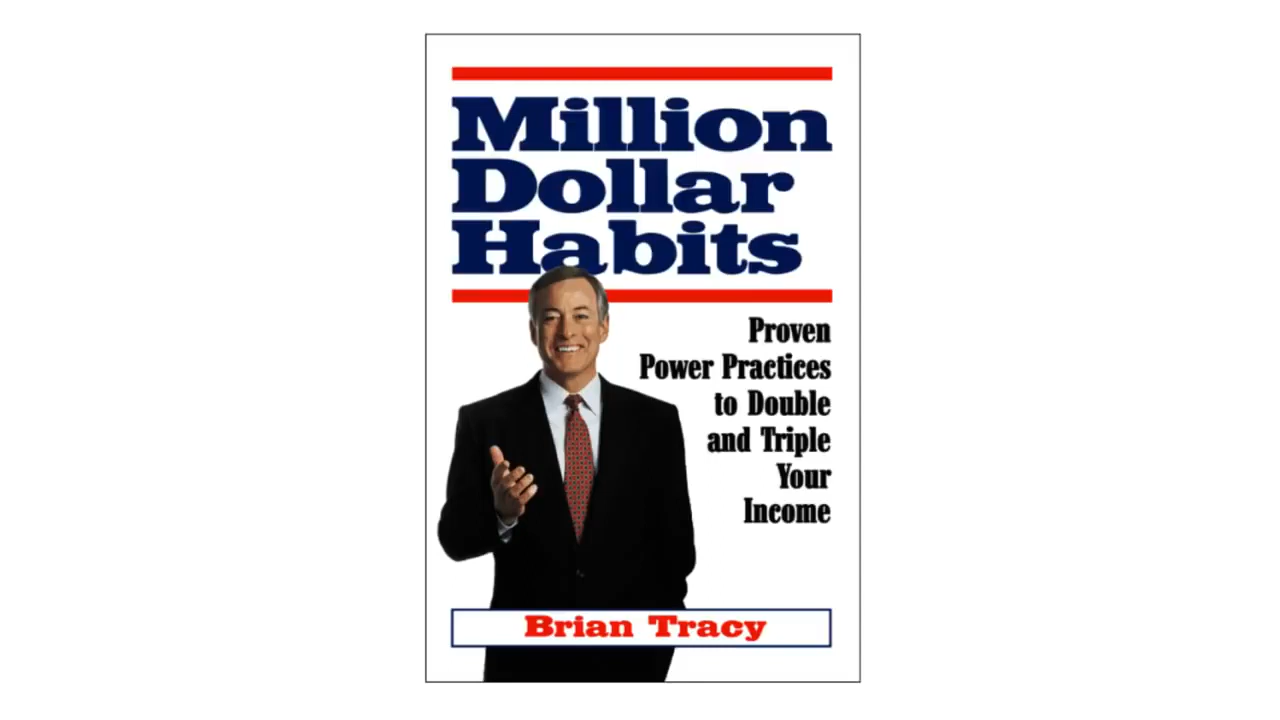 Million
Dollar
Habits
Proven
Power Practices
to Double
and Triple
Your
Income
Brian Tracy